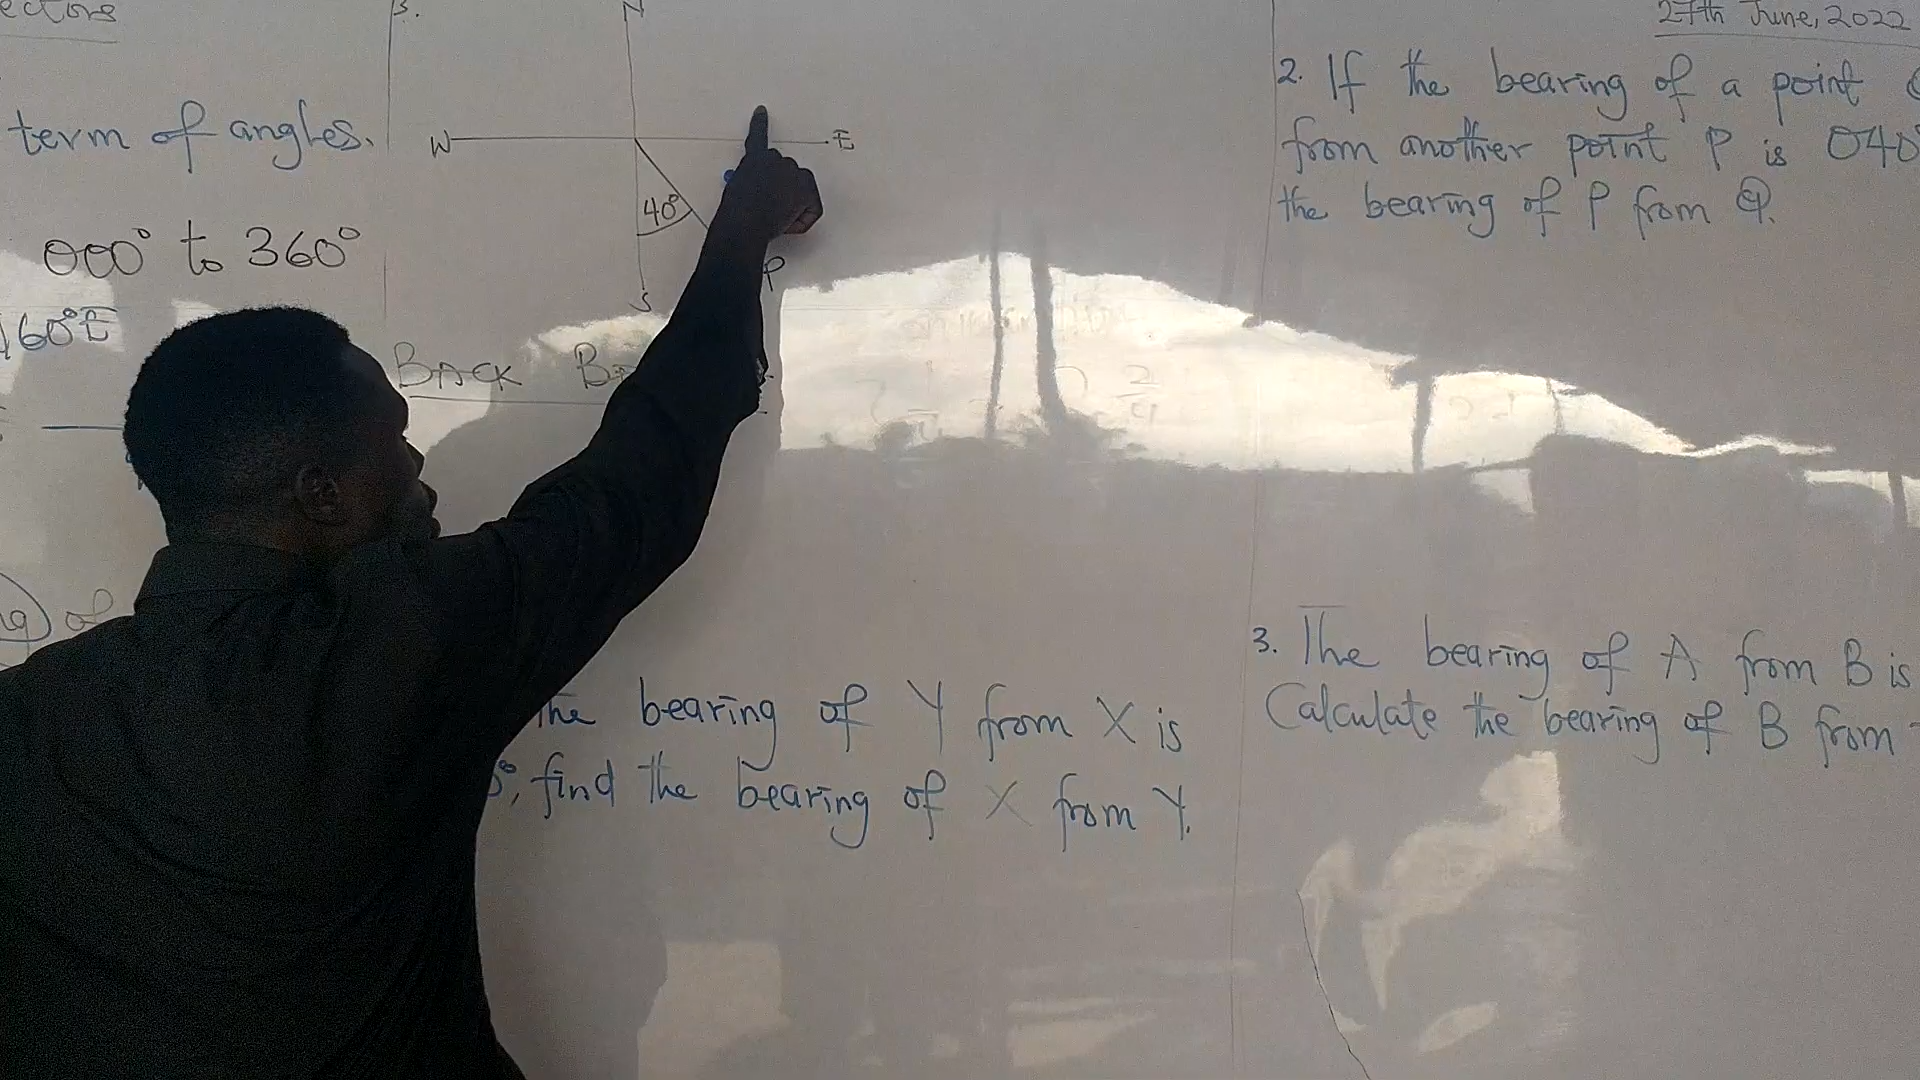 ectors
term of angles.
000° to 360°
60°E
of
3.
N
W
E
40°
S
P
BACK
The bearing of Y from X is
°, find the bearing of X from Y.
27th June, 2022
2. If the bearing of a point
from another point P is 040
the bearing of P from Q.
3. The bearing of A from B is
Calculate the bearing of B from